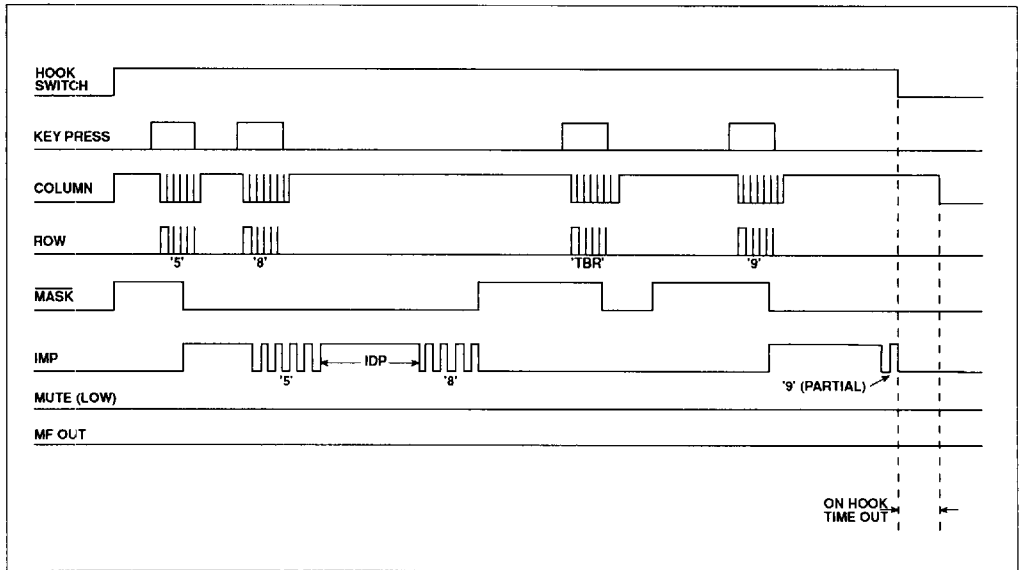 HOOK
SWITCH
KEY PRESS
COLUMN
ROW
'5' '8' 'TBR' '9'
MASK
IMP
IDP
'5' '8' '9' (PARTIAL)
MUTE (LOW)
MF OUT
ON HOOK
TIME OUT